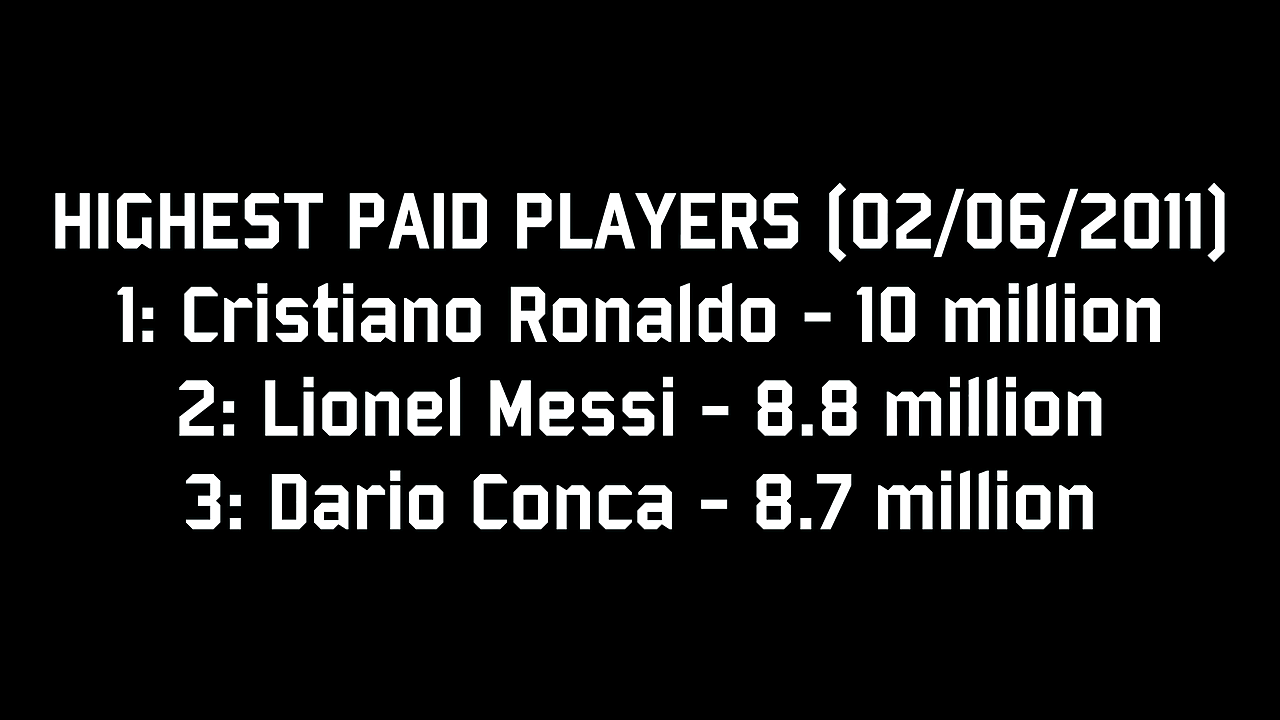 HIGHEST PAID PLAYERS (02/06/2011)
1: Cristiano Ronaldo - 10 million
2: Lionel Messi - 8.8 million
3: Dario Conca - 8.7 million